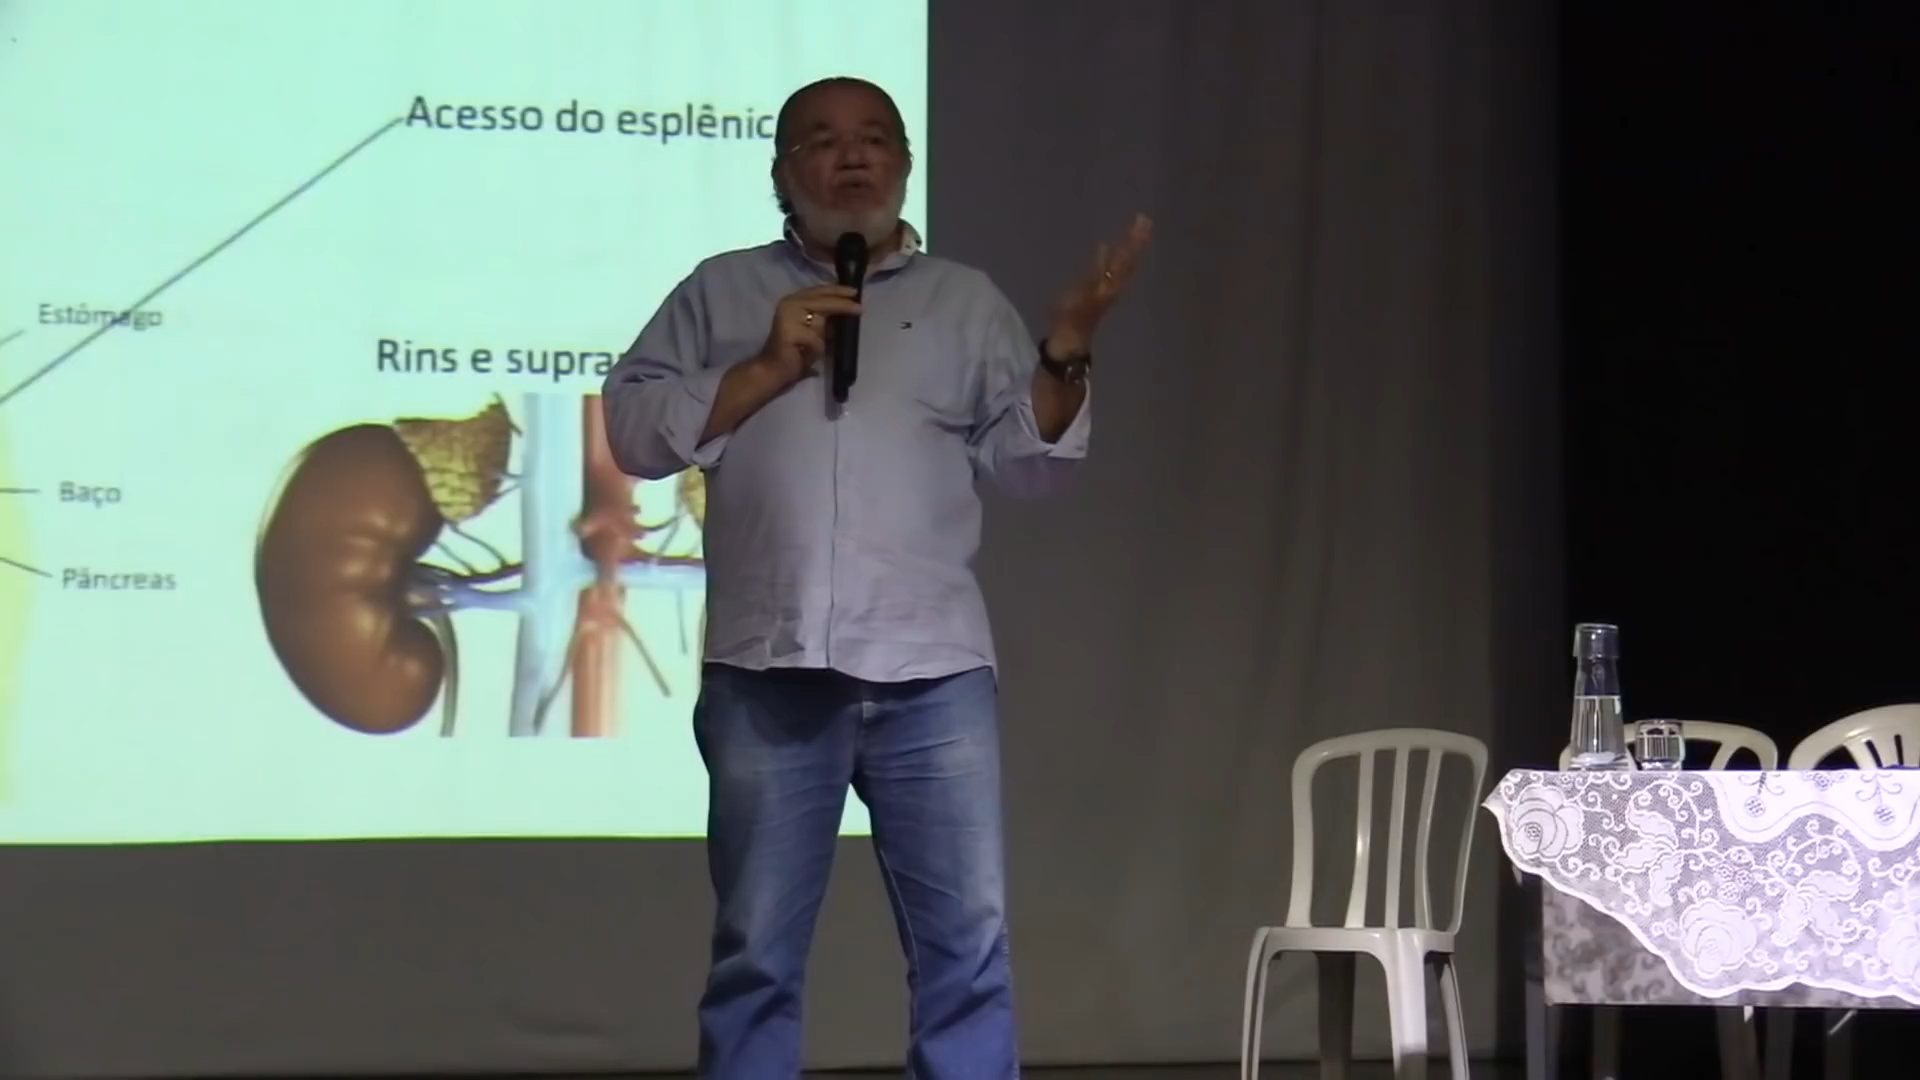 Acesso do esplênic
Estômago
Rins e supra
Baço
Pâncreas